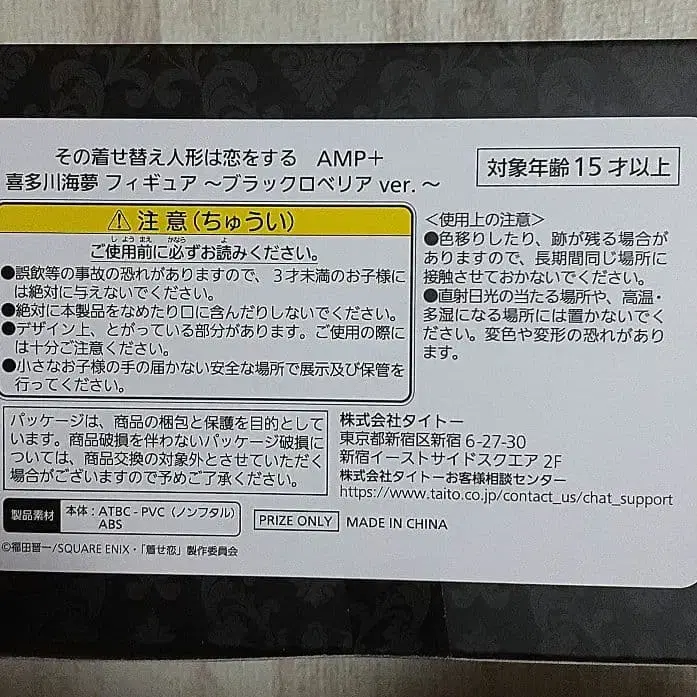 その着せ替え人形は恋をする　AMP＋
喜多川海夢 フィギュア ～ブラックロベリア ver.～
対象年齢15才以上
⚠注意(ちゅうい)
ご使用前に必ずお読みください。
しようまえ かなら よ
●誤飲等の事故の恐れがありますので、3才未満のお子様に
は絶対に与えないでください。
●絶対に本製品をなめたり口に含んだりしないでください。
●デザイン上、とがっている部分があります。ご使用の際に
は十分ご注意ください。
●小さなお子様の手の届かない安全な場所で展示及び保管を
行ってください。
＜使用上の注意＞
●色移りしたり、跡が残る場合が
ありますので、長期間同じ場所に
接触させておかないでください。
●直射日光の当たる場所や、高温・
多湿になる場所には置かないでく
ださい。変色や変形の恐れがあり
ます。
パッケージは、商品の梱包と保護を目的としてい
ます。商品破損を伴わないパッケージ破損に
ついては、商品交換の対象外とさせていただく
場合がございますので予めご了承ください。
株式会社タイトー
東京都新宿区新宿 6-27-30
新宿イーストサイドスクエア 2F
株式会社タイトーお客様相談センター
https://www.taito.co.jp/contact_us/chat_support
製品素材
本体：ATBC-PVC（ノンフタル）
ABS
PRIZE ONLY
MADE IN CHINA
©福田晋一/SQUARE ENIX・「着せ恋」製作委員会